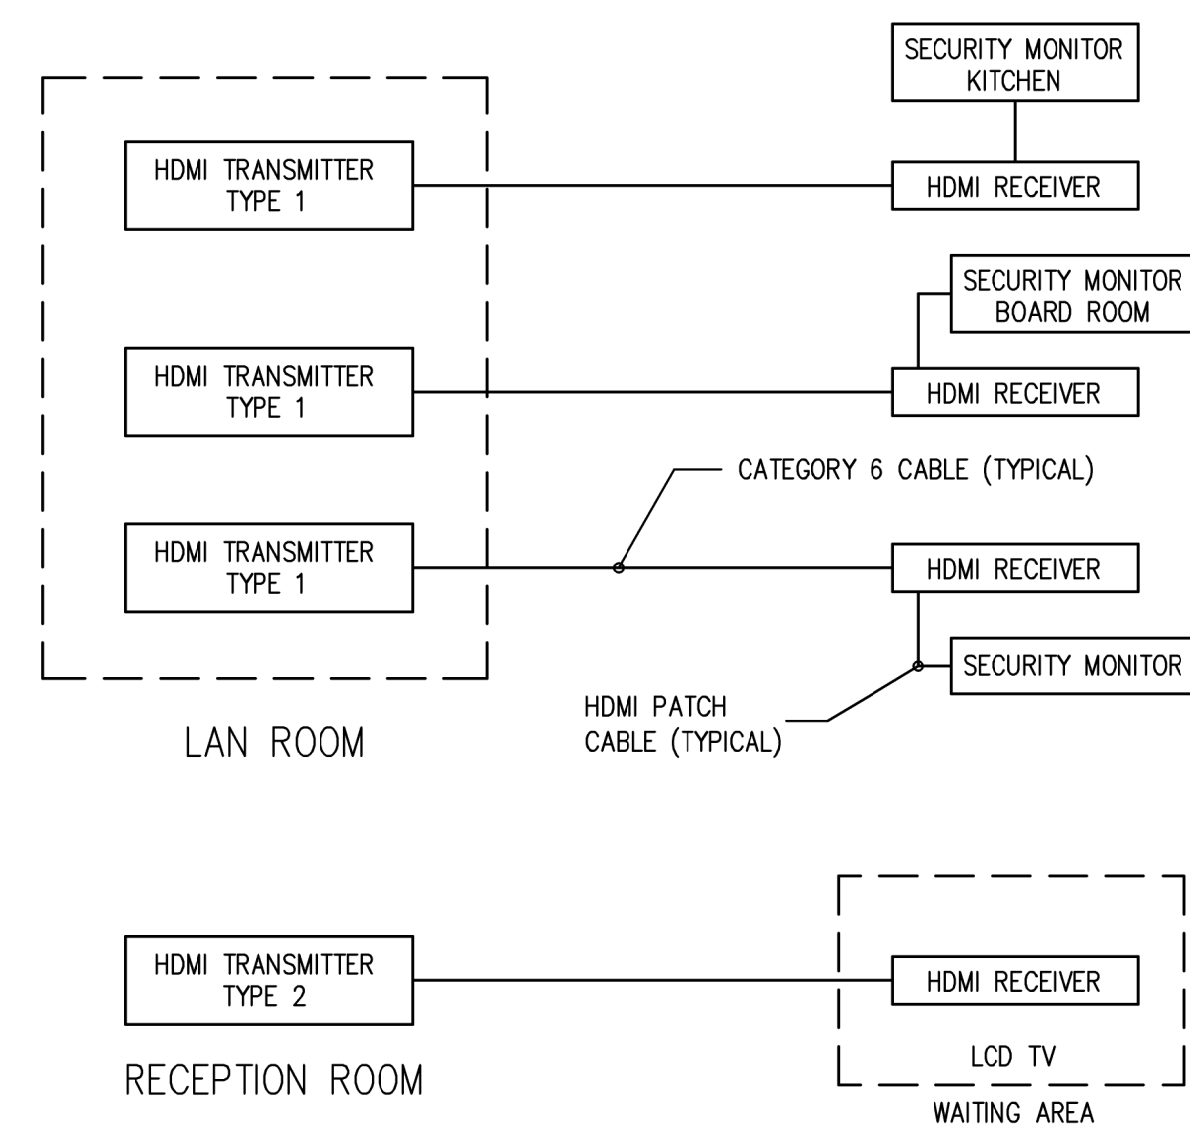 SECURITY MONITOR
KITCHEN
HDMI TRANSMITTER
TYPE 1
HDMI RECEIVER
SECURITY MONITOR
BOARD ROOM
HDMI TRANSMITTER
TYPE 1
HDMI RECEIVER
CATEGORY 6 CABLE (TYPICAL)
HDMI TRANSMITTER
TYPE 1
HDMI RECEIVER
SECURITY MONITOR
HDMI PATCH
CABLE (TYPICAL)
LAN ROOM
HDMI TRANSMITTER
TYPE 2
HDMI RECEIVER
LCD TV
RECEPTION ROOM
WAITING AREA